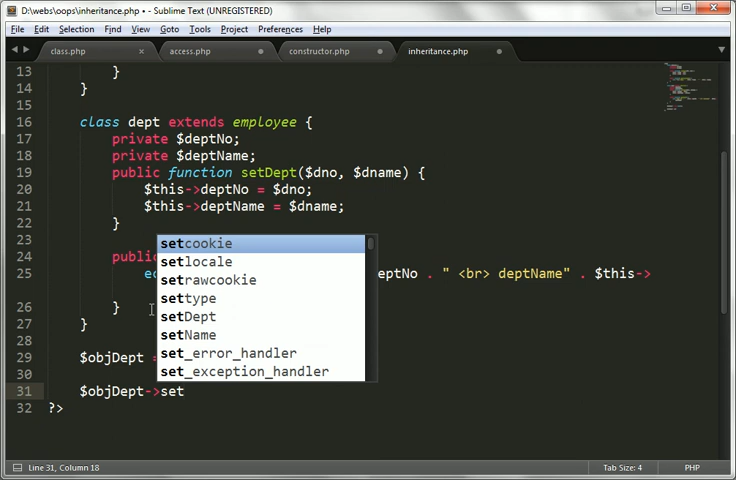 D:\webs\oops\inheritance.php • - Sublime Text (UNREGISTERED)
File Edit Selection Find View Goto Tools Project Preferences Help
class.php access.php constructor.php inheritance.php
13 }
14 }
15
16 class dept extends employee {
17 private $deptNo;
18 private $deptName;
19 public function setDept($dno, $dname) {
20 $this->deptNo = $dno;
21 $this->deptName = $dname;
22 }
23
setcookie
24 publi
setlocale
25 ec eptNo . " <br> deptName" . $this->
setrawcookie
settype
26 }
setDept
27 }
setName
28
set_error_handler
29 $objDept =
set_exception_handler
30
31 $objDept->set
32 ?>
Line 31, Column 18 Tab Size: 4 PHP